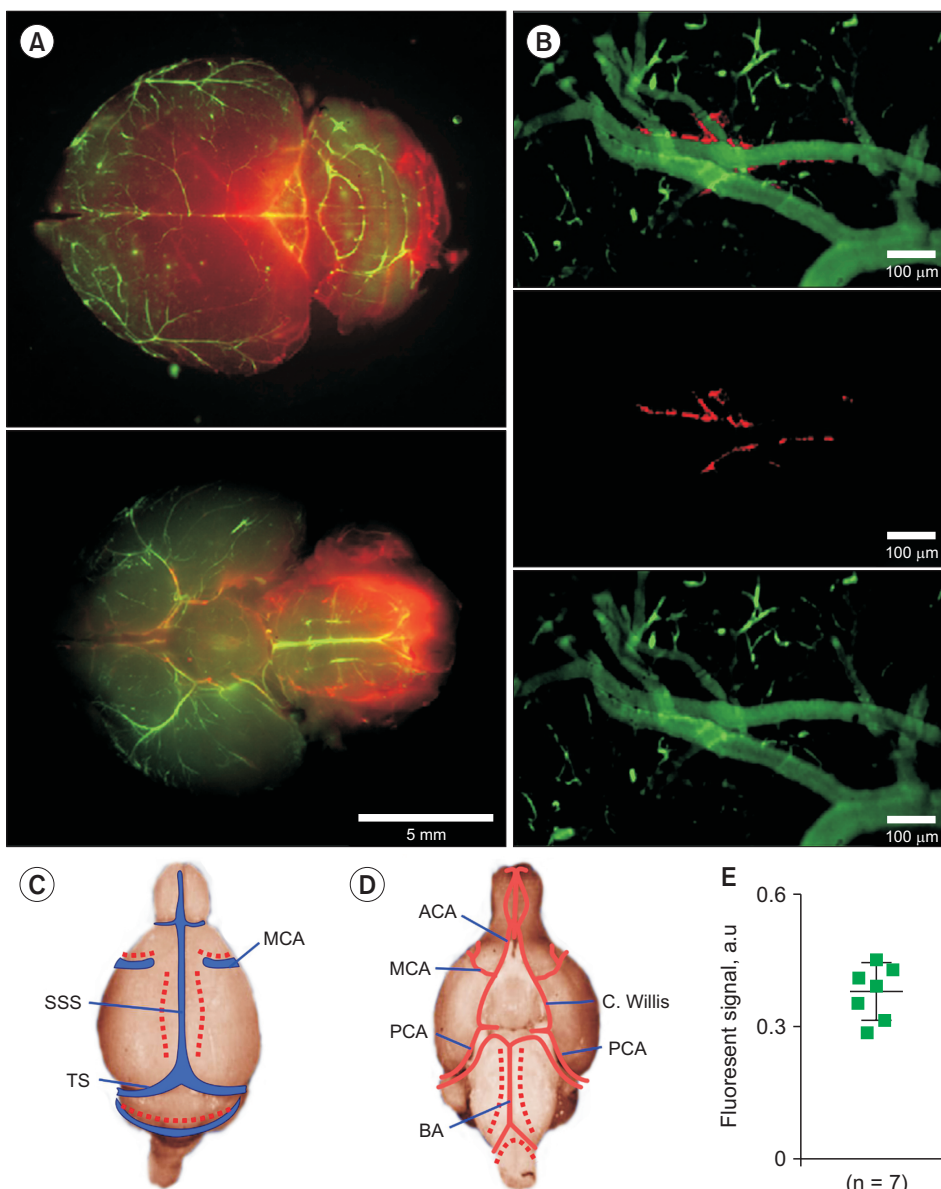 A
5 mm
B
100 μm
100 μm
100 μm
C
MCA
SSS
TS
D
ACA
MCA
C. Willis
PCA
PCA
BA
E
Fluoresent signal, a.u
0.6
0.3
0
(n = 7)